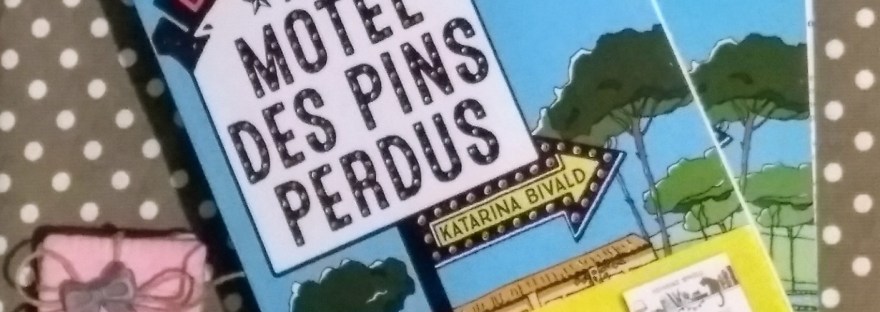 MOTEL
DES PINS
PERDUS
KATARINA BIVALD